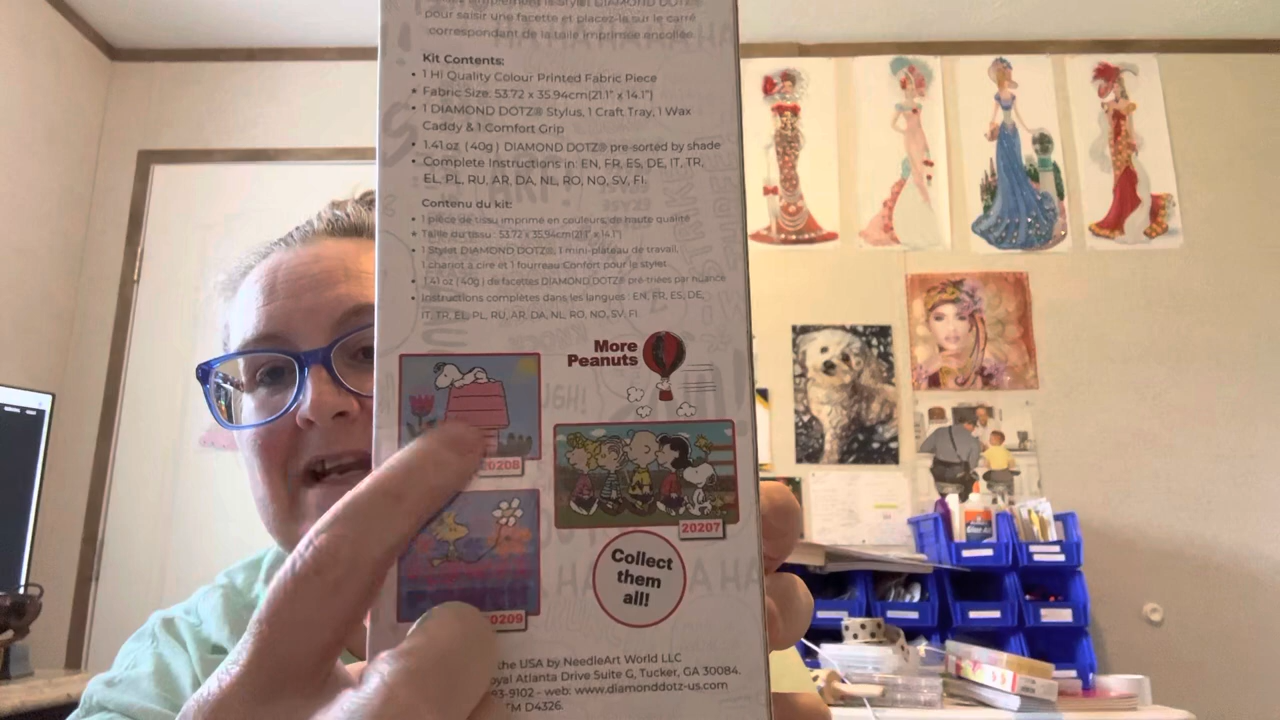 pour saisir une facette et placez-la sur le carré
correspondant de la toile imprimée encollée.
Kit Contents:
• 1 Hi Quality Colour Printed Fabric Piece
• Fabric Size: 53.72 x 35.94cm(21.1" x 14.1")
• 1 DIAMOND DOTZ® Stylus, 1 Craft Tray, 1 Wax
Caddy & 1 Comfort Grip
• 1.41 oz (40g) DIAMOND DOTZ® pre-sorted by shade
• Complete Instructions in: EN, FR, ES, DE, IT, TR,
EL, PL, RU, AR, DA, NL, RO, NO, SV, FI.
Contenu du kit:
• 1 pièce de tissu imprimé en couleurs, de haute qualité
• Taille du tissu : 53.72 x 35.94cm(21.1" x 14.1")
• 1 Stylet DIAMOND DOTZ®, 1 mini-plateau de travail,
1 chariot à cire et 1 fourreau Confort pour le stylet
• 1.41 oz (40g) de facettes DIAMOND DOTZ® pré-triées par nuance
• Instructions complètes dans les langues : EN, FR, ES, DE,
IT, TR, EL, PL, RU, AR, DA, NL, RO, NO, SV, FI
More
Peanuts
20208
20207
0209
Collect
them
all!
the USA by NeedleArt World LLC
oyal Atlanta Drive Suite G, Tucker, GA 30084.
93-9102 - web: www.diamonddotz-us.com
TM D4326.